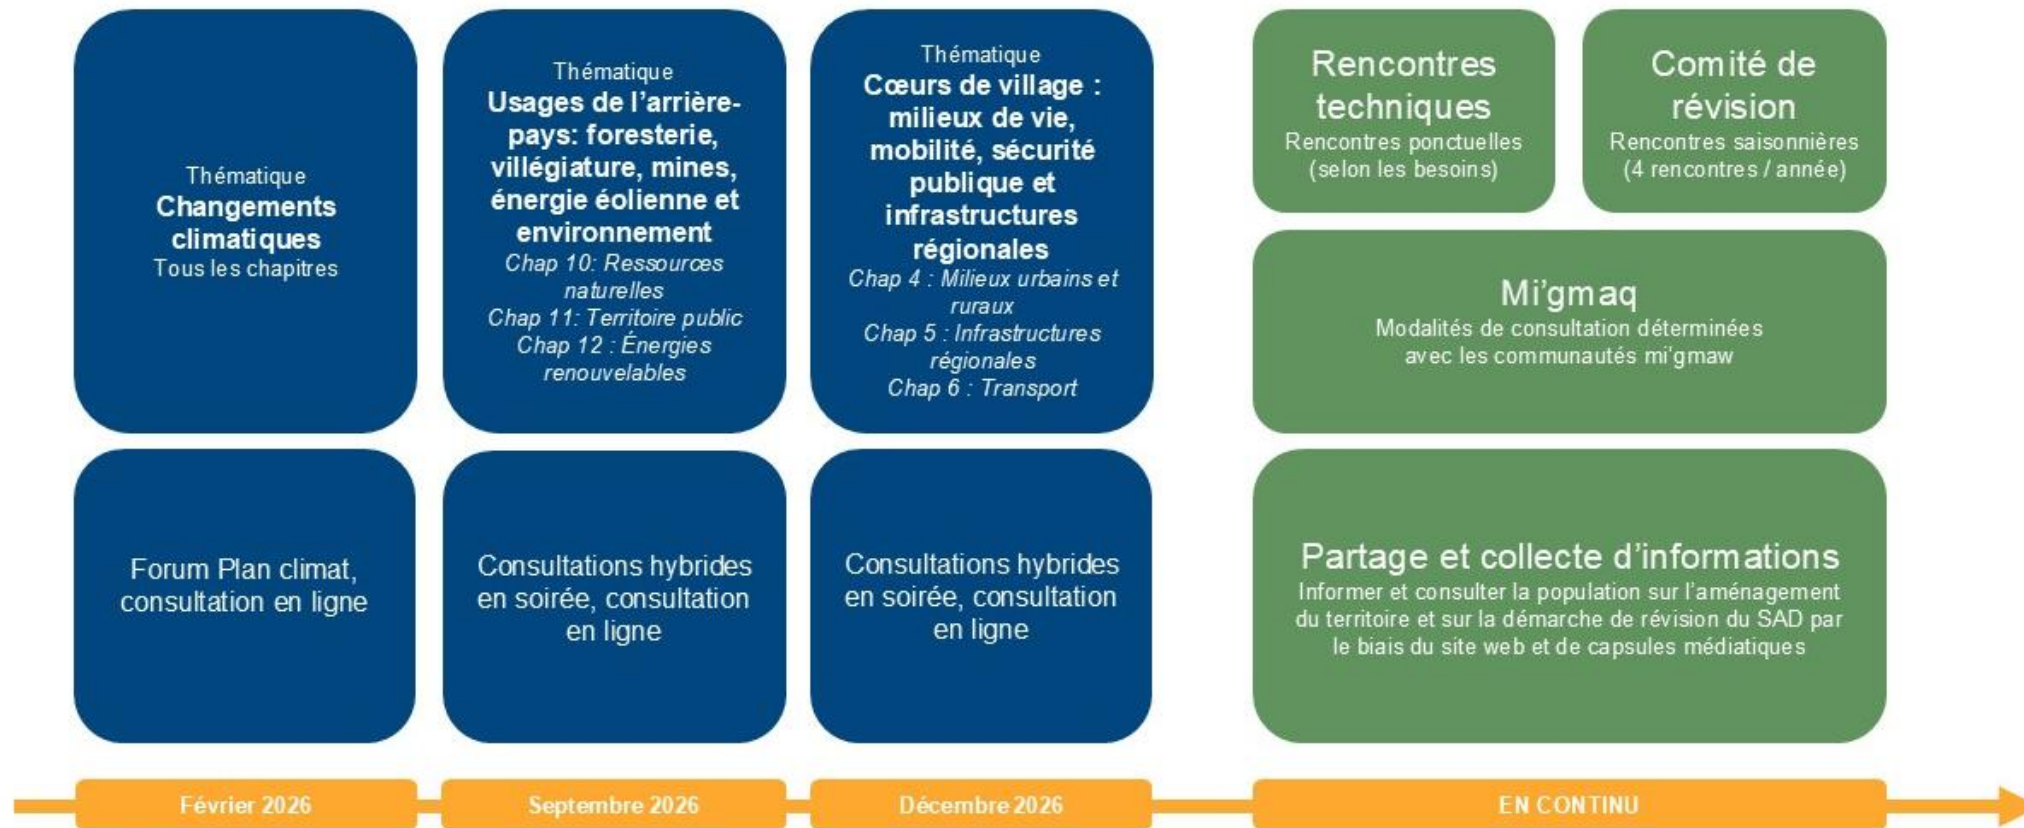 Thématique
Changements
climatiques
Tous les chapitres
Thématique
Usages de l'arrière-
pays: foresterie,
villégiature, mines,
énergie éolienne et
environnement
Chap 10: Ressources
naturelles
Chap 11: Territoire public
Chap 12 : Énergies
renouvelables
Thématique
Cœurs de village :
milieux de vie,
mobilité, sécurité
publique et
infrastructures
régionales
Chap 4 : Milieux urbains et
ruraux
Chap 5 : Infrastructures
régionales
Chap 6 : Transport
Rencontres
techniques
Rencontres ponctuelles
(selon les besoins)
Comité de
révision
Rencontres saisonnières
(4 rencontres / année)
Mi'gmaq
Modalités de consultation déterminées
avec les communautés mi'gmaw
Forum Plan climat,
consultation en ligne
Consultations hybrides
en soirée, consultation
en ligne
Consultations hybrides
en soirée, consultation
en ligne
Partage et collecte d'informations
Informer et consulter la population sur l'aménagement
du territoire et sur la démarche de révision du SAD par
le biais du site web et de capsules médiatiques
Février 2026
Septembre 2026
Décembre 2026
EN CONTINU